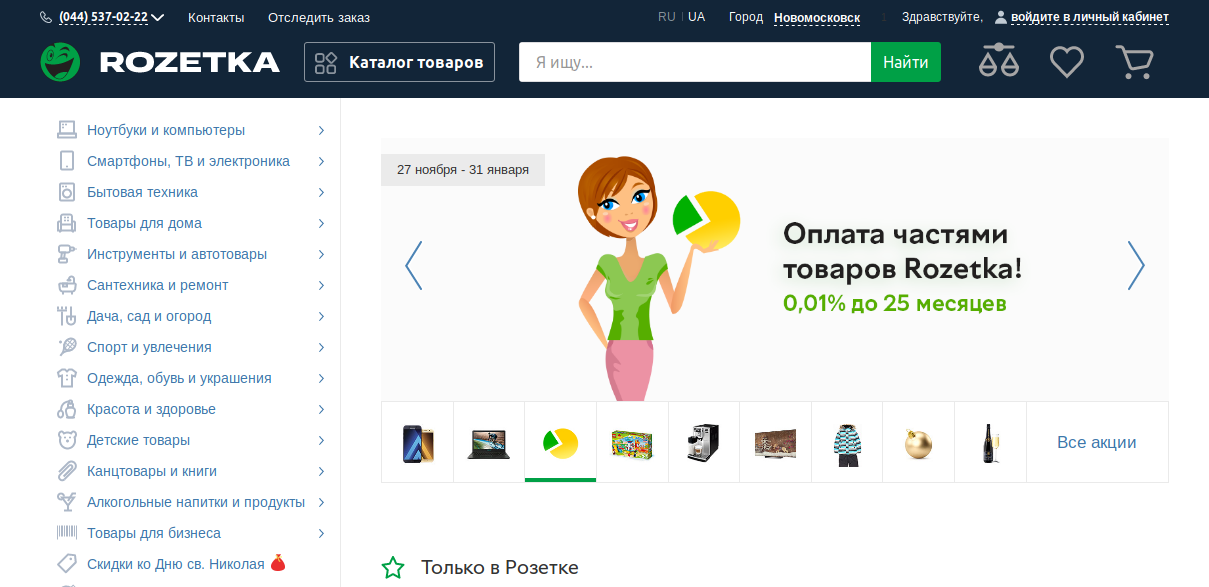 (044) 537-02-22 Контакты Отследить заказ RU | UA Город Новомосковск Здравствуйте, войдите в личный кабинет
ROZETKA Каталог товаров Я ищу... Найти
Ноутбуки и компьютеры
Смартфоны, ТВ и электроника
Бытовая техника
Товары для дома
Инструменты и автотовары
Сантехника и ремонт
Дача, сад и огород
Спорт и увлечения
Одежда, обувь и украшения
Красота и здоровье
Детские товары
Канцтовары и книги
Алкогольные напитки и продукты
Товары для бизнеса
Скидки ко Дню св. Николая
27 ноября - 31 января
Оплата частями
товаров Rozetka!
0,01% до 25 месяцев
Все акции
Только в Розетке